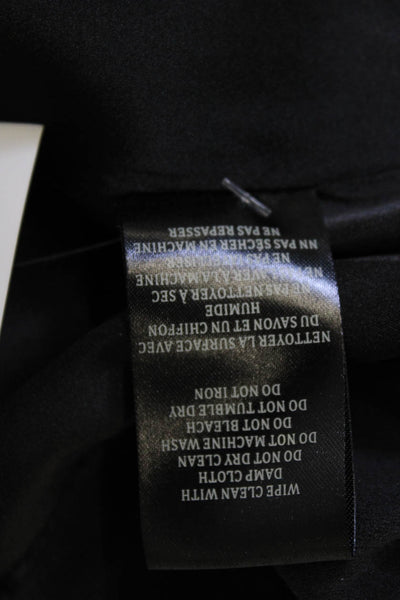 WIPE CLEAN WITH
DAMP CLOTH
DO NOT DRY CLEAN
DO NOT MACHINE WASH
DO NOT BLEACH
DO NOT TUMBLE DRY
DO NOT IRON
NETTOYER LA SURFACE AVEC
DU SAVON ET UN CHIFFON
HUMIDE
NE PAS NETTOYER À SEC
NE PAS LAVER À LA MACHINE
NE PAS
NN PAS SÉCHER EN MACHINE
NE PAS REPASSER